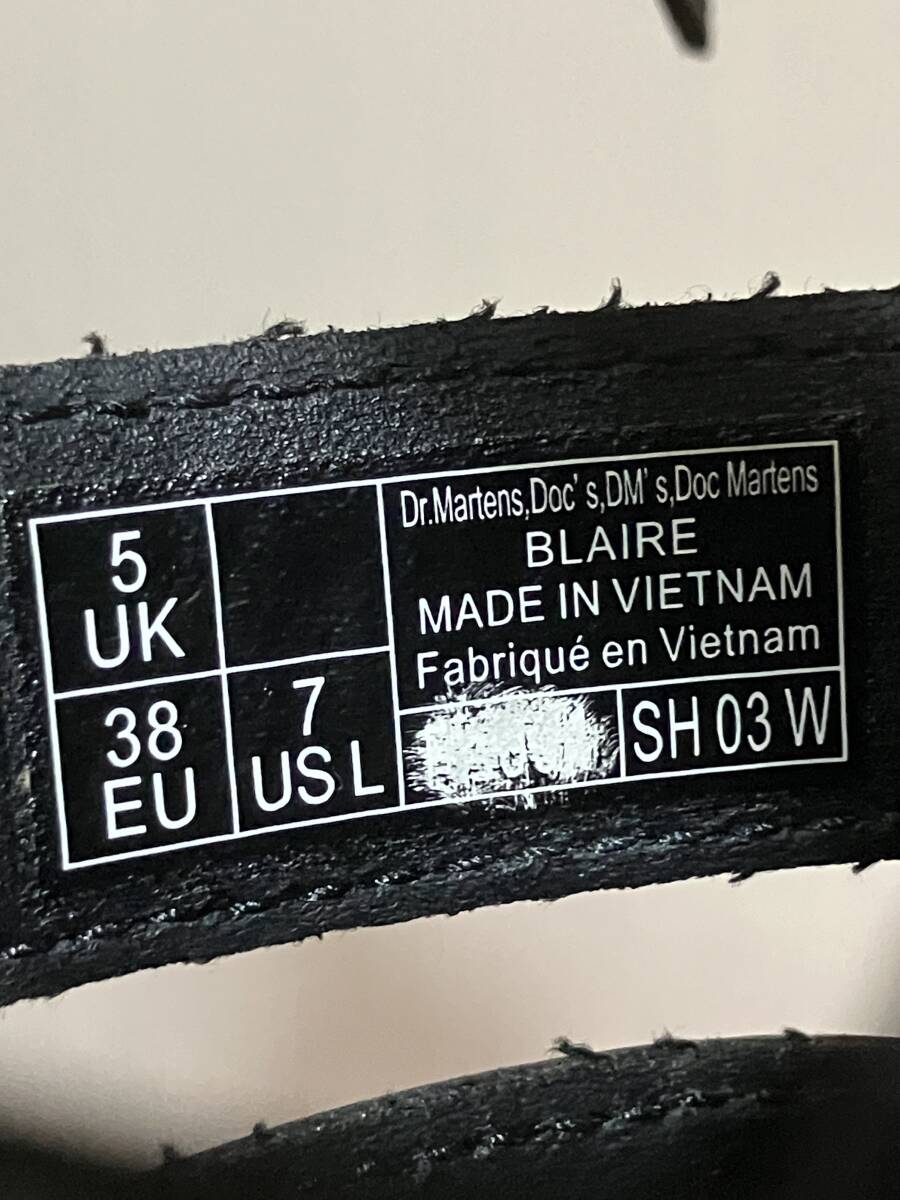 5
UK
38
EU
7
US L
Dr.Martens,Doc's,DM's,Doc Martens
BLAIRE
MADE IN VIETNAM
Fabriqué en Vietnam
SH 03 W